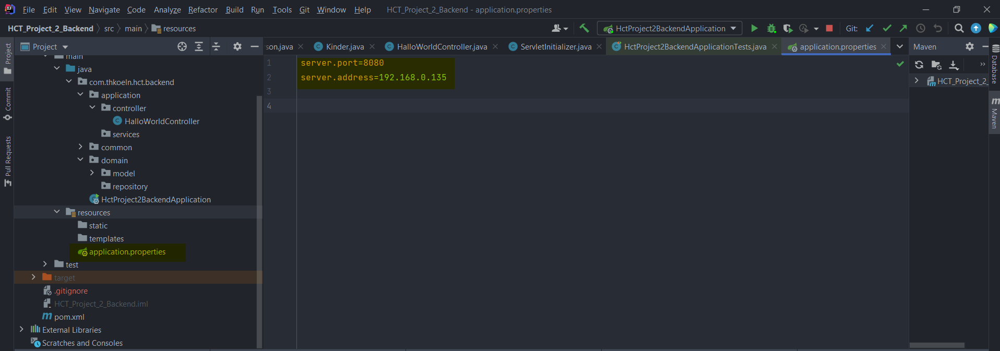 File Edit View Navigate Code Analyze Refactor Build Run Tools Git Window Help HCT_Project_2_Backend - application.properties
HCT_Project_2_Backend src main resources HctProject2BackendApplication Git:
Project son.java Kinder.java HalloWorldController.java ServletInitializer.java HctProject2BackendApplicationTests.java application.properties Maven
Project
Commit
Pull Requests
main
java
com.thkoeln.hct.backend
application
controller
HalloWorldController
services
common
domain
model
repository
HctProject2BackendApplication
resources
static
templates
application.properties
test
target
.gitignore
HCT_Project_2_Backend.iml
pom.xml
External Libraries
Scratches and Consoles
1 server.port=8080
2 server.address=192.168.0.135
3
4
HCT_Project_2_
Database
Maven